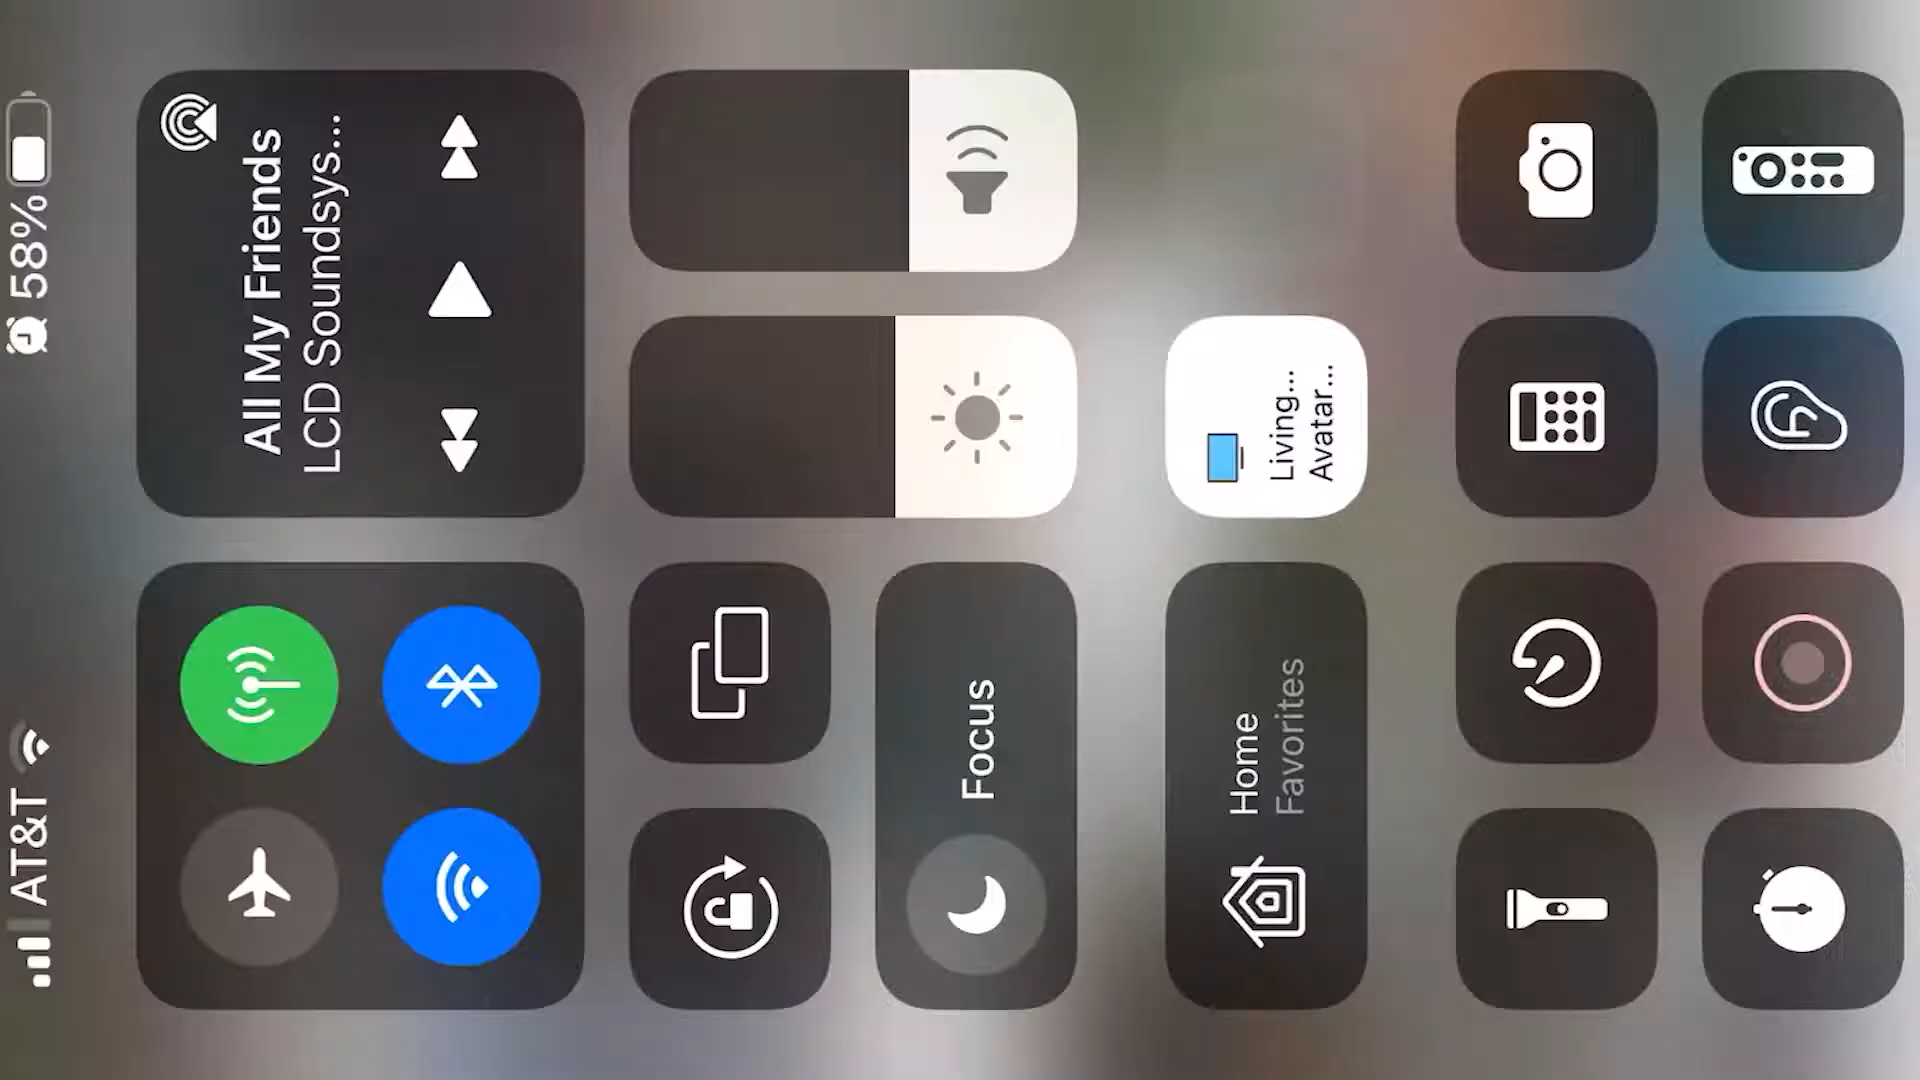 AT&T
58%
All My Friends
LCD Soundsys...
Focus
Home
Favorites
Living...
Avatar...